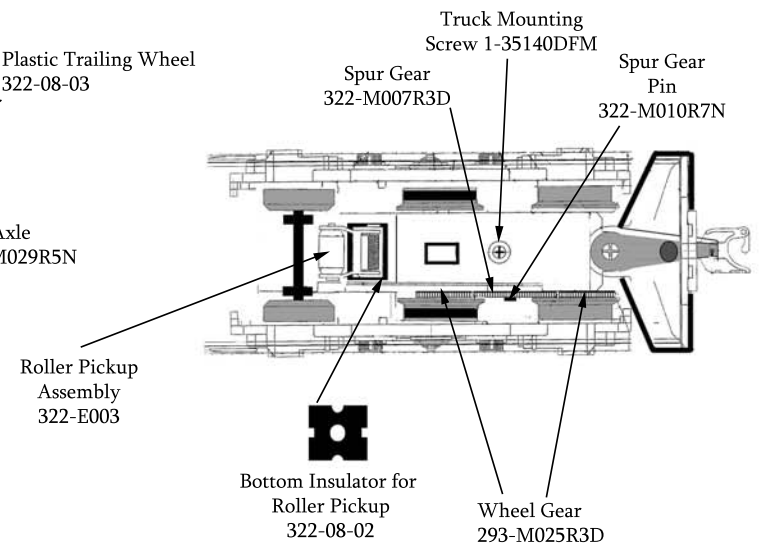 Truck Mounting
Screw 1-35140DFM
Plastic Trailing Wheel
322-08-03
Spur Gear
322-M007R3D
Spur Gear
Pin
322-M010R7N
Axle
M029R5N
Roller Pickup
Assembly
322-E003
Bottom Insulator for
Roller Pickup
322-08-02
Wheel Gear
293-M025R3D